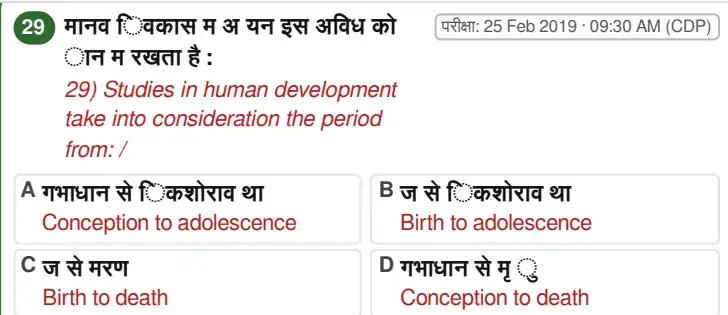 29 मानव िवकास म अ यन इस अविध को
ान म रखता है :
परीक्षा: 25 Feb 2019 · 09:30 AM (CDP)
29) Studies in human development
take into consideration the period
from: /
A गभाधान से िकशोराव था
Conception to adolescence
B ज से िकशोराव था
Birth to adolescence
C ज से मरण
Birth to death
D गभाधान से मृ ु
Conception to death